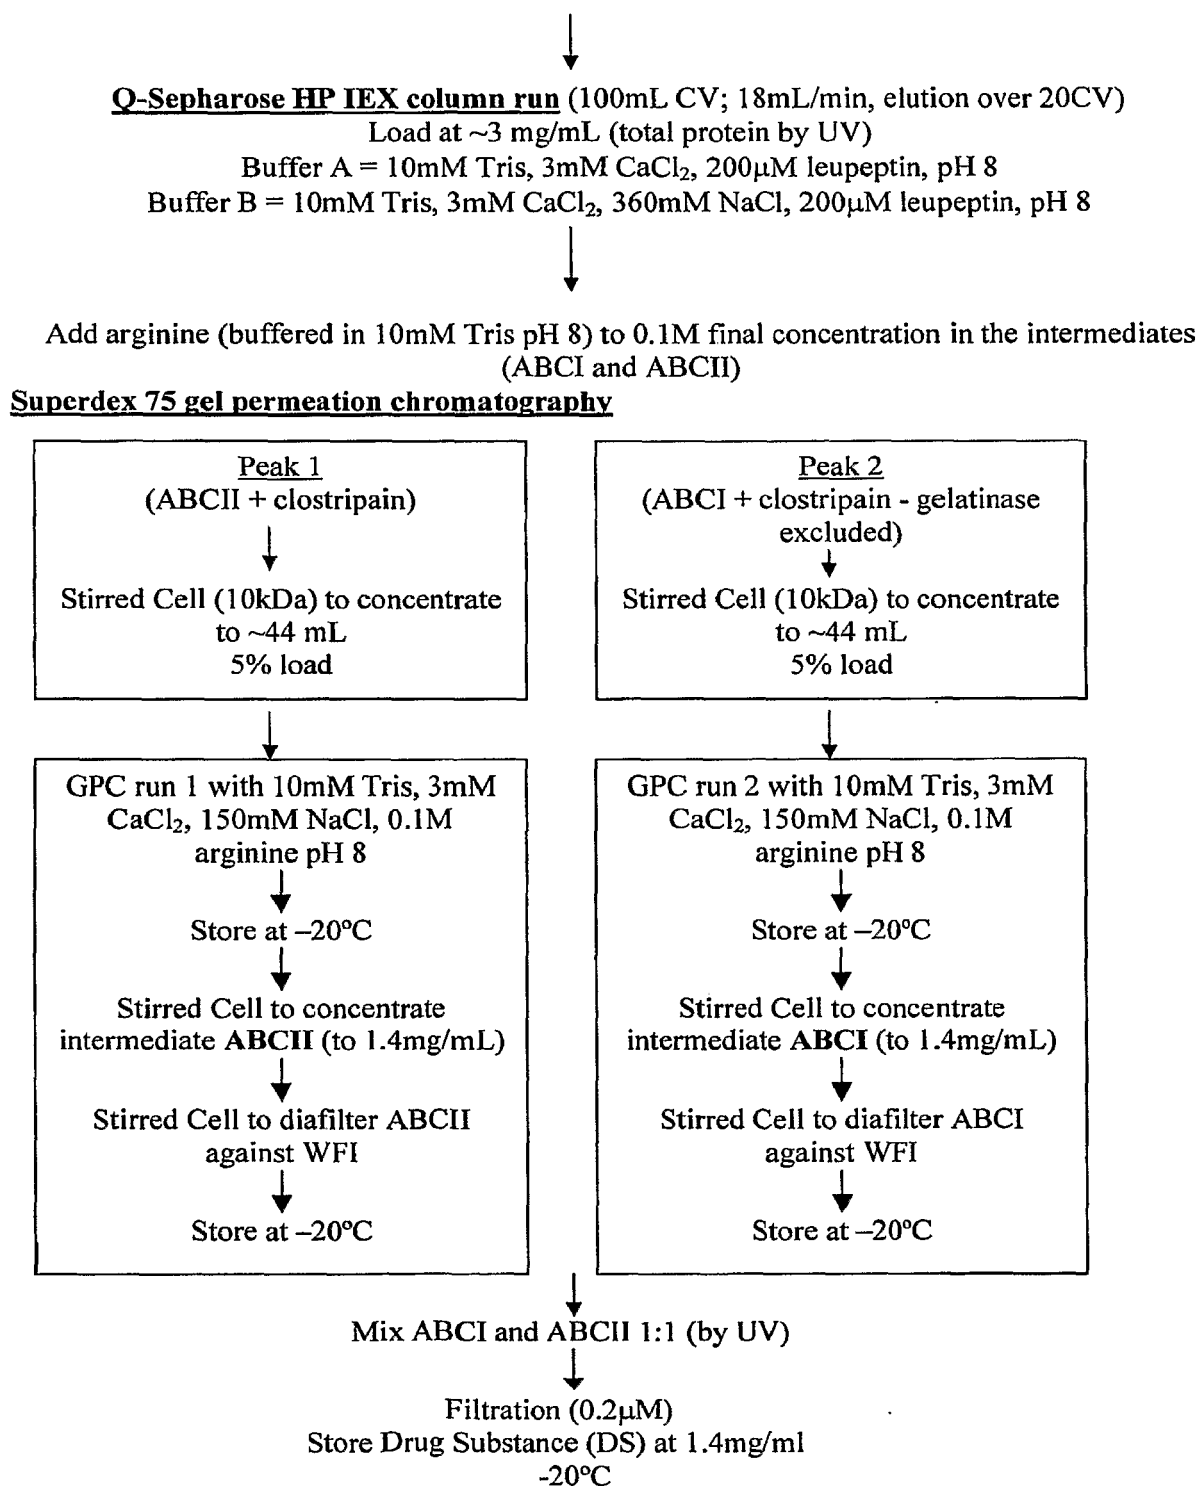 Q-Sepharose HP IEX column run (100mL CV; 18mL/min, elution over 20CV)
Load at ~3 mg/mL (total protein by UV)
Buffer A = 10mM Tris, 3mM CaCl₂, 200µM leupeptin, pH 8
Buffer B = 10mM Tris, 3mM CaCl₂, 360mM NaCl, 200µM leupeptin, pH 8
Add arginine (buffered in 10mM Tris pH 8) to 0.1M final concentration in the intermediates
(ABCI and ABCII)
Superdex 75 gel permeation chromatography
Peak 1
(ABCII + clostripain)
Stirred Cell (10kDa) to concentrate
to ~44 mL
5% load
GPC run 1 with 10mM Tris, 3mM
CaCl₂, 150mM NaCl, 0.1M
arginine pH 8
Store at –20ºC
Stirred Cell to concentrate
intermediate ABCII (to 1.4mg/mL)
Stirred Cell to diafilter ABCII
against WFI
Store at –20ºC
Peak 2
(ABCI + clostripain - gelatinase
excluded)
Stirred Cell (10kDa) to concentrate
to ~44 mL
5% load
GPC run 2 with 10mM Tris, 3mM
CaCl₂, 150mM NaCl, 0.1M
arginine pH 8
Store at –20ºC
Stirred Cell to concentrate
intermediate ABCI (to 1.4mg/mL)
Stirred Cell to diafilter ABCI
against WFI
Store at –20ºC
Mix ABCI and ABCII 1:1 (by UV)
Filtration (0.2µM)
Store Drug Substance (DS) at 1.4mg/ml
-20ºC